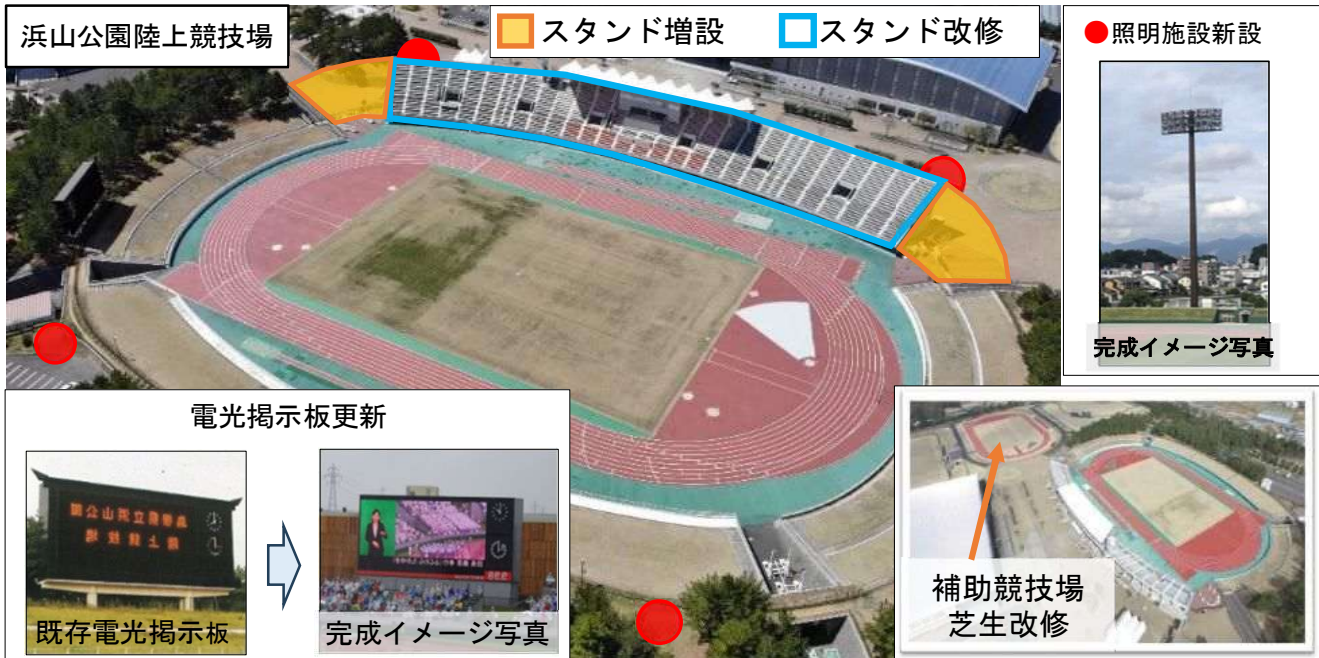 浜山公園陸上競技場
スタンド増設
スタンド改修
照明施設新設
完成イメージ写真
電光掲示板更新
既存電光掲示板
完成イメージ写真
補助競技場
芝生改修